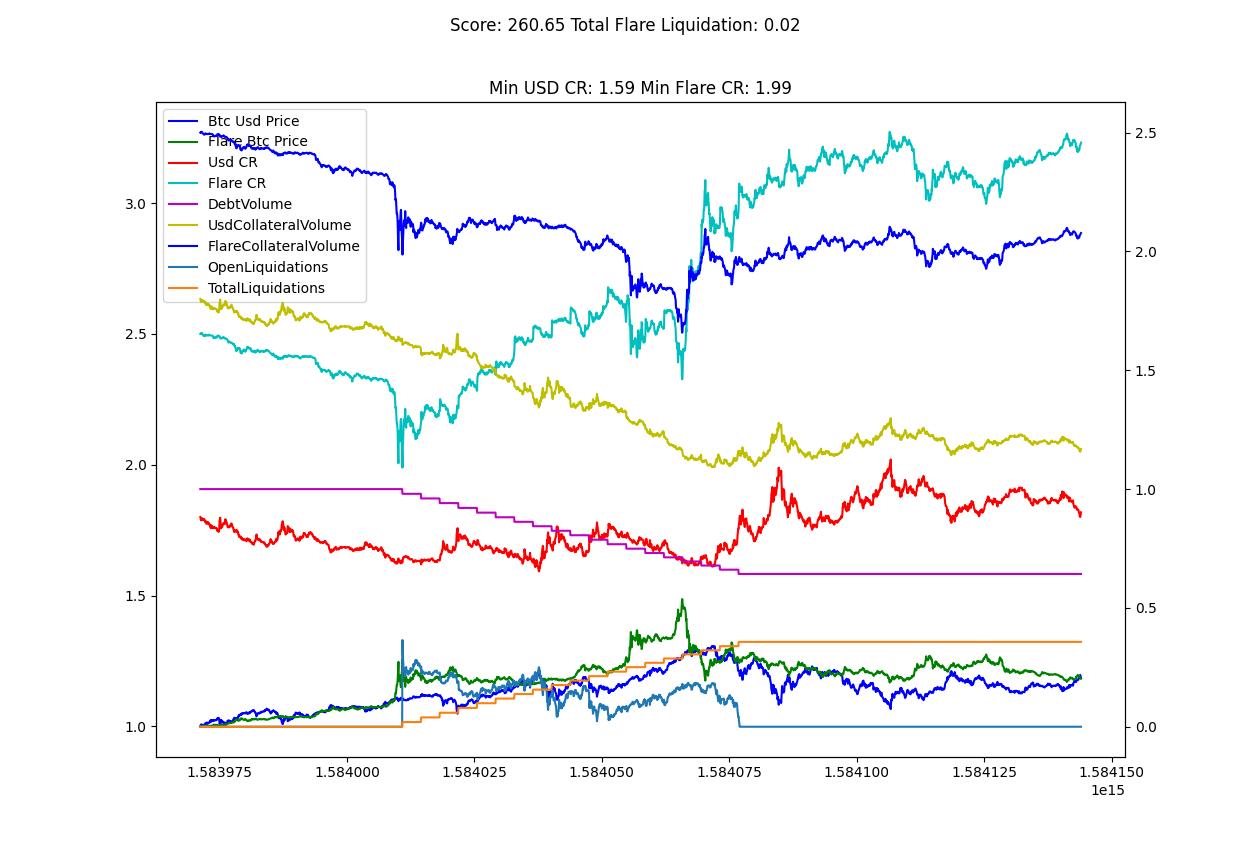 Score: 260.65 Total Flare Liquidation: 0.02
Min USD CR: 1.59 Min Flare CR: 1.99
Btc Usd Price
Flare Btc Price
Usd CR
Flare CR
DebtVolume
UsdCollateralVolume
FlareCollateralVolume
OpenLiquidations
TotalLiquidations
3.0
2.5
2.0
1.5
1.0
2.5
2.0
1.5
1.0
0.5
0.0
1.583975 1.584000 1.584025 1.584050 1.584075 1.584100 1.584125 1.584150
1e15